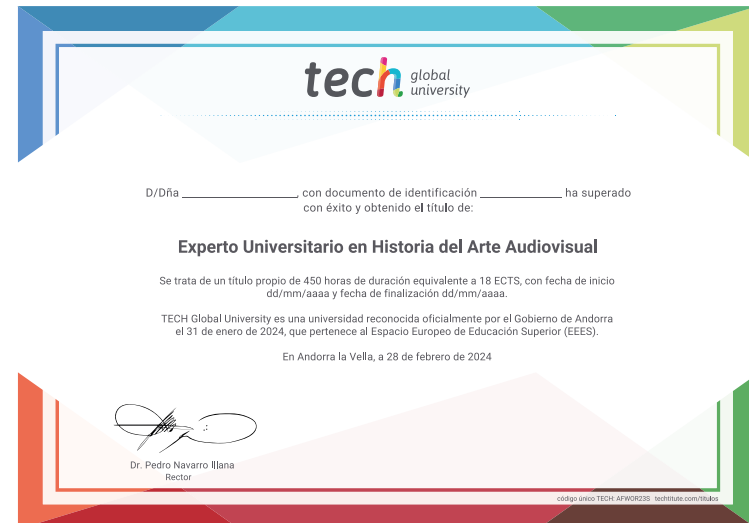 tech global
university
D/Dña ____________________, con documento de identificación ______________ ha superado
con éxito y obtenido el título de:
Experto Universitario en Historia del Arte Audiovisual
Se trata de un título propio de 450 horas de duración equivalente a 18 ECTS, con fecha de inicio
dd/mm/aaaa y fecha de finalización dd/mm/aaaa.
TECH Global University es una universidad reconocida oficialmente por el Gobierno de Andorra
el 31 de enero de 2024, que pertenece al Espacio Europeo de Educación Superior (EEES).
En Andorra la Vella, a 28 de febrero de 2024
Dr. Pedro Navarro Illana
Rector
código único TECH: AFWOR23S techtitute.com/titulos